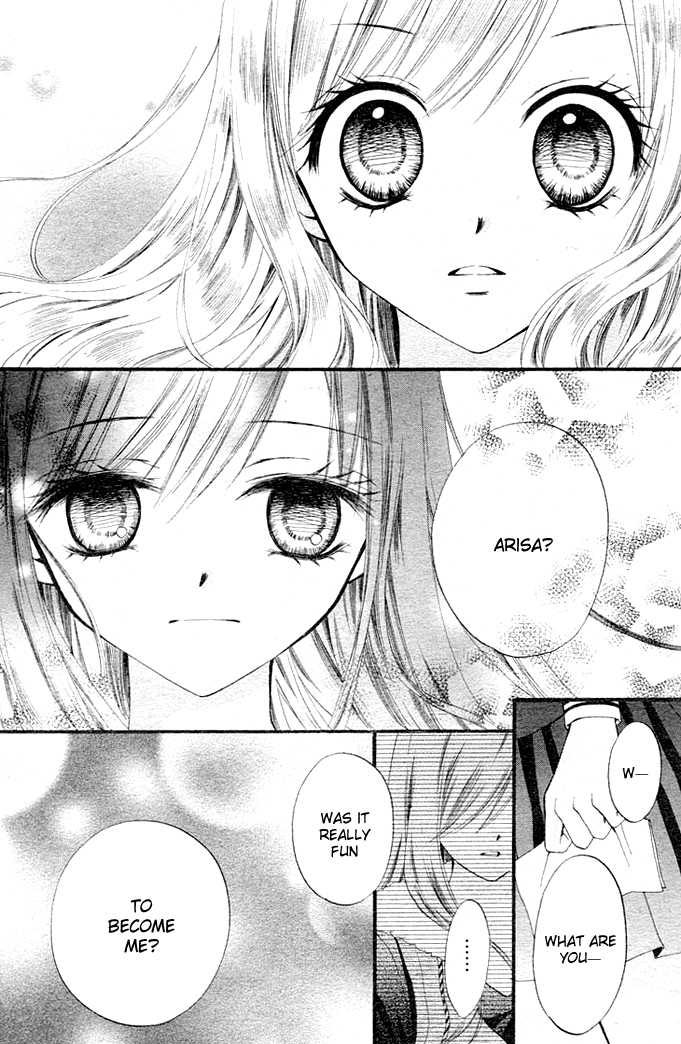 ARISA?
W—
WHAT ARE
YOU—
......
WAS IT
REALLY
FUN
TO
BECOME
ME?